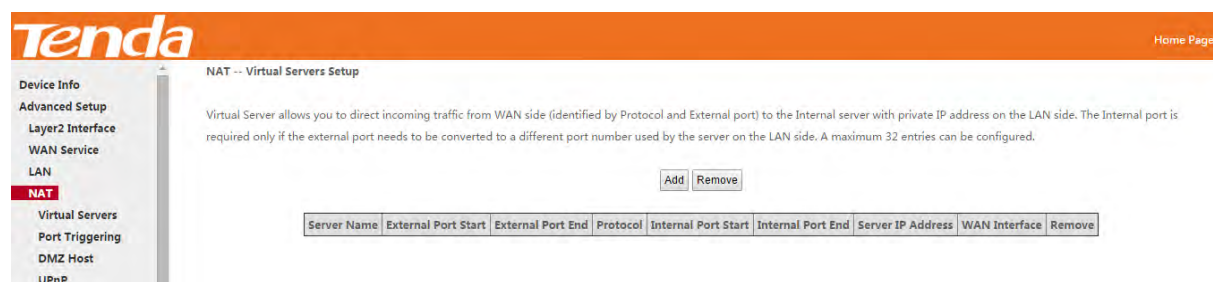 Tenda
Home Page
Device Info
Advanced Setup
Layer2 Interface
WAN Service
LAN
NAT
Virtual Servers
Port Triggering
DMZ Host
UPnP
NAT -- Virtual Servers Setup
Virtual Server allows you to direct incoming traffic from WAN side (identified by Protocol and External port) to the Internal server with private IP address on the LAN side. The Internal port is
required only if the external port needs to be converted to a different port number used by the server on the LAN side. A maximum 32 entries can be configured.
Add Remove
Server Name External Port Start External Port End Protocol Internal Port Start Internal Port End Server IP Address WAN Interface Remove